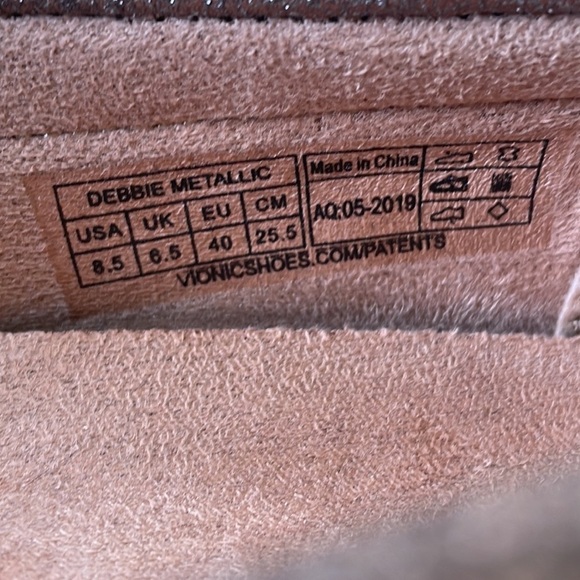 DEBBIE METALLIC
USA UK EU CM
8.5 6.5 40 25.5
Made in China
AQ:05-2019
VIONICSHOES.COM/PATENTS